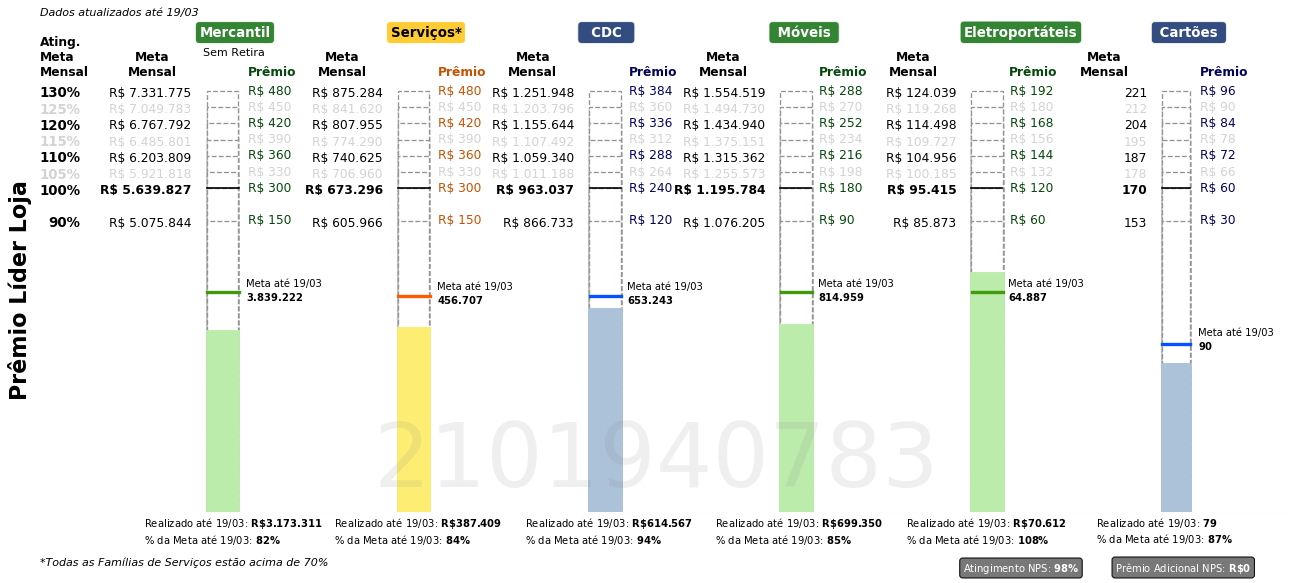 Dados atualizados até 19/03
Mercantil Serviços* CDC Móveis Eletroportáteis Cartões
Sem Retira
Ating. Meta Mensal Meta Mensal Prêmio Meta Mensal Prêmio Meta Mensal Prêmio Meta Mensal Prêmio Meta Mensal Prêmio Meta Mensal Prêmio
130% R$ 7.331.775 R$ 480 R$ 875.284 R$ 480 R$ 1.251.948 R$ 384 R$ 1.554.519 R$ 288 R$ 124.039 R$ 192 221 R$ 96
125% R$ 7.049.783 R$ 450 R$ 841.620 R$ 450 R$ 1.203.796 R$ 360 R$ 1.494.730 R$ 270 R$ 119.268 R$ 180 212 R$ 90
120% R$ 6.767.792 R$ 420 R$ 807.955 R$ 420 R$ 1.155.644 R$ 336 R$ 1.434.940 R$ 252 R$ 114.498 R$ 168 204 R$ 84
115% R$ 6.485.801 R$ 390 R$ 774.290 R$ 390 R$ 1.107.492 R$ 312 R$ 1.375.151 R$ 234 R$ 109.727 R$ 156 195 R$ 78
110% R$ 6.203.809 R$ 360 R$ 740.625 R$ 360 R$ 1.059.340 R$ 288 R$ 1.315.362 R$ 216 R$ 104.956 R$ 144 187 R$ 72
105% R$ 5.921.818 R$ 330 R$ 706.960 R$ 330 R$ 1.011.188 R$ 264 R$ 1.255.573 R$ 198 R$ 100.185 R$ 132 178 R$ 66
100% R$ 5.639.827 R$ 300 R$ 673.296 R$ 300 R$ 963.037 R$ 240 R$ 1.195.784 R$ 180 R$ 95.415 R$ 120 170 R$ 60
90% R$ 5.075.844 R$ 150 R$ 605.966 R$ 150 R$ 866.733 R$ 120 R$ 1.076.205 R$ 90 R$ 85.873 R$ 60 153 R$ 30
Prêmio Líder Loja
Meta até 19/03 Meta até 19/03 Meta até 19/03 Meta até 19/03 Meta até 19/03
3.839.222 456.707 653.243 814.959 64.887
Meta até 19/03
90
2101940783
Realizado até 19/03: R$3.173.311 Realizado até 19/03: R$387.409 Realizado até 19/03: R$614.567 Realizado até 19/03: R$699.350 Realizado até 19/03: R$70.612 Realizado até 19/03: 79
% da Meta até 19/03: 82% % da Meta até 19/03: 84% % da Meta até 19/03: 94% % da Meta até 19/03: 85% % da Meta até 19/03: 108% % da Meta até 19/03: 87%
*Todas as Famílias de Serviços estão acima de 70%
Atingimento NPS: 98% Prêmio Adicional NPS: R$0